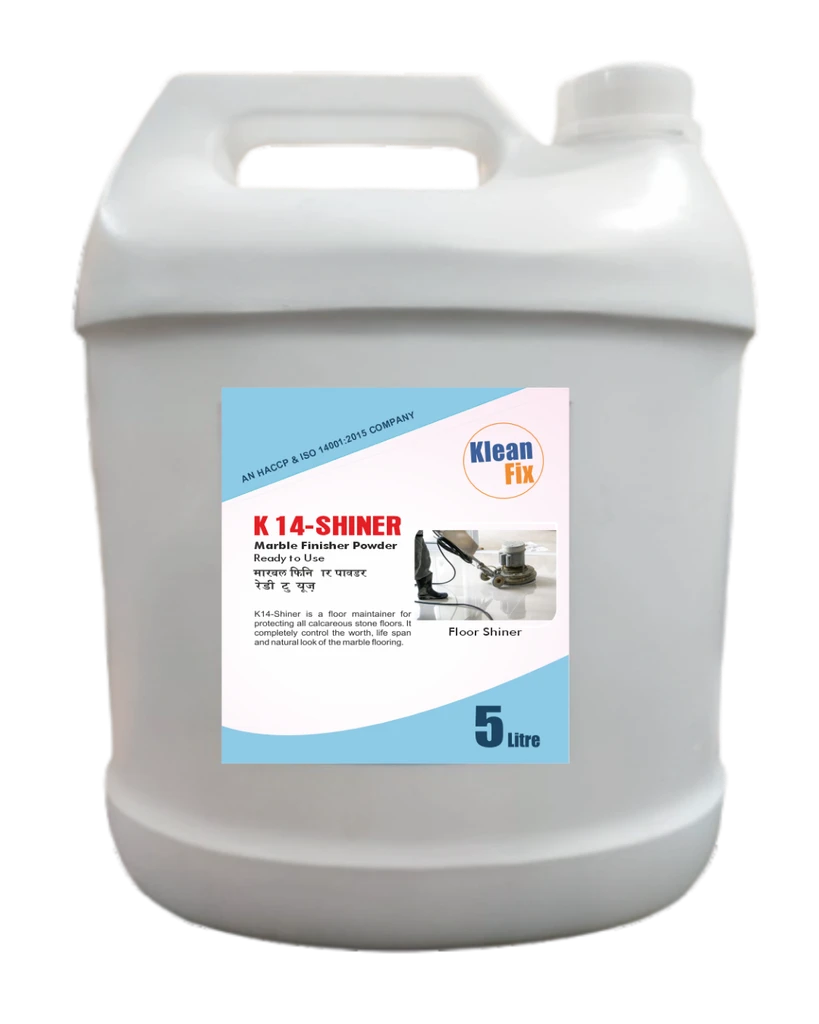 AN HACCP & ISO 14001:2015 COMPANY
Klean
Fix
K 14-SHINER
Marble Finisher Powder
Ready to Use
मारवल फिनि  ार पावडर
रेडी टु यूज़
K14-Shiner is a floor maintainer for
protecting all calcareous stone floors. It
completely control the worth, life span
and natural look of the marble flooring.
Floor Shiner
5 Litre